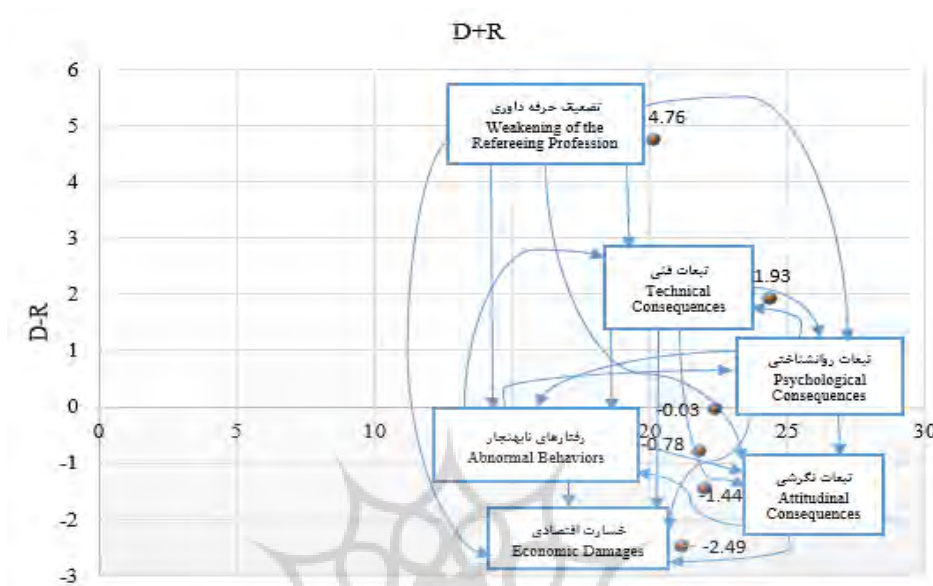 D+R
6
5
4
3
2
1
0
-1
-2
-3
D-R
0
5
10
15
20
25
30
تضعیف حرفه داوری
Weakening of the
Refereeing Profession
4.76
تبعات فنی
Technical
Consequences
1.93
تبعات روانشناختی
Psychological
Consequences
-0.03
رفتارهای نابهنجار
Abnormal Behaviors
-0.78
تبعات نگرشی
Attitudinal
Consequences
-1.44
خسارت اقتصادی
Economic Damages
-2.49